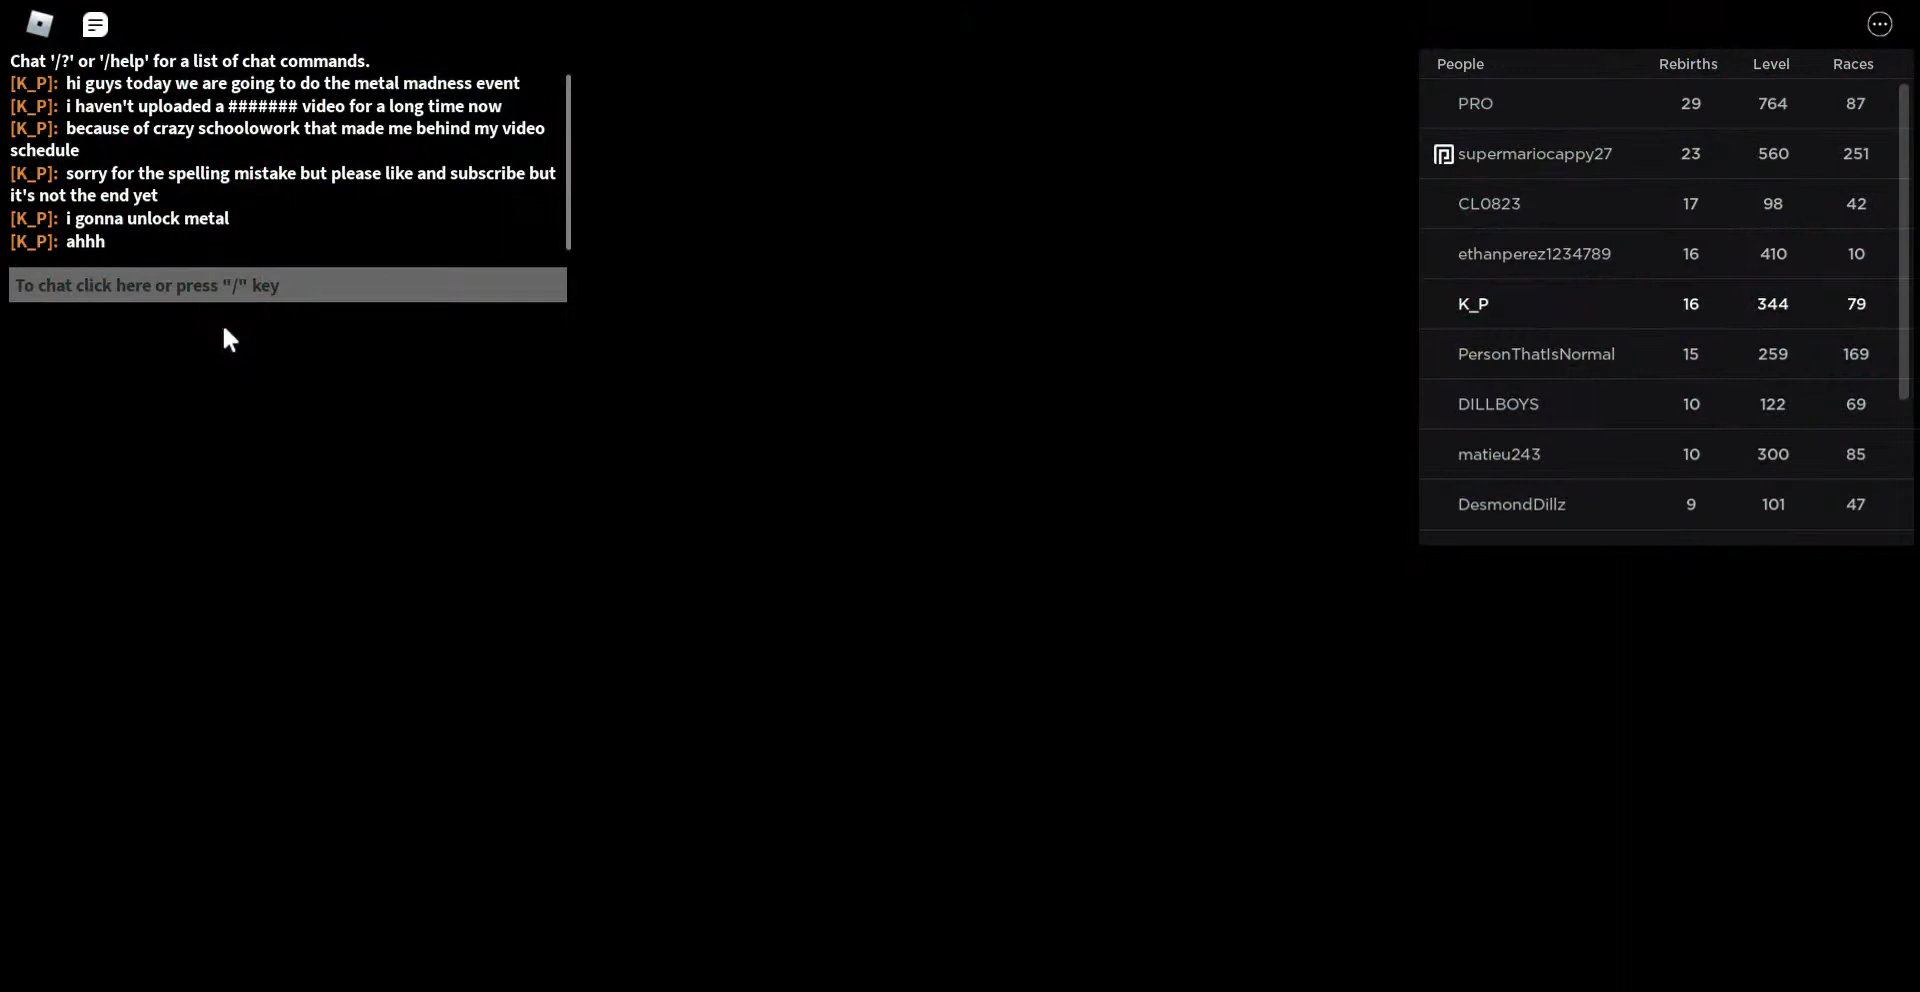 Chat '/?' or '/help' for a list of chat commands.
[K_P]: hi guys today we are going to do the metal madness event
[K_P]: i haven't uploaded a ####### video for a long time now
[K_P]: because of crazy schoolowork that made me behind my video
schedule
[K_P]: sorry for the spelling mistake but please like and subscribe but
it's not the end yet
[K_P]: i gonna unlock metal
[K_P]: ahhh
To chat click here or press "/" key
People Rebirths Level Races
PRO 29 764 87
supermariocappy27 23 560 251
CL0823 17 98 42
ethanperez1234789 16 410 10
K_P 16 344 79
PersonThatIsNormal 15 259 169
DILLBOYS 10 122 69
matieu243 10 300 85
DesmondDillz 9 101 47